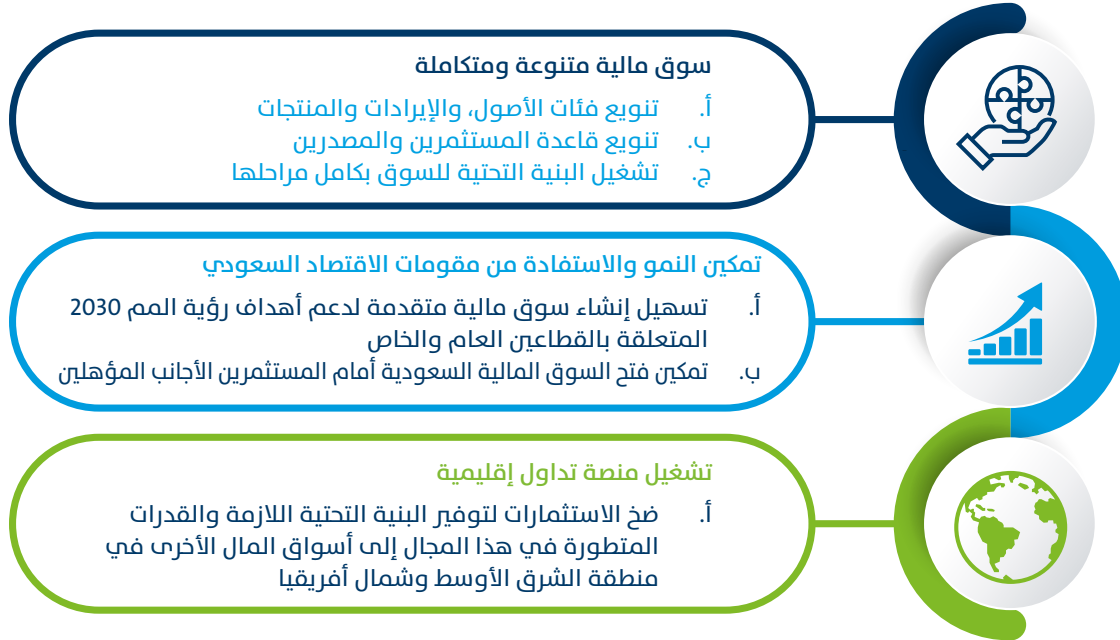 سوق مالية متنوعة ومتكاملة
أ. تنويع فئات الأصول، والإيرادات والمنتجات
ب. تنويع قاعدة المستثمرين والمصدرين
ج. تشغيل البنية التحتية للسوق بكامل مراحلها
تمكين النمو والاستفادة من مقومات الاقتصاد السعودي
أ. تسهيل إنشاء سوق مالية متقدمة لدعم أهداف رؤية المم 2030
المتعلقة بالقطاعين العام والخاص
ب. تمكين فتح السوق المالية السعودية أمام المستثمرين الأجانب المؤهلين
تشغيل منصة تداول إقليمية
أ. ضخ الاستثمارات لتوفير البنية التحتية اللازمة والقدرات
المتطورة في هذا المجال إلى أسواق المال الأخرى في
منطقة الشرق الأوسط وشمال أفريقيا